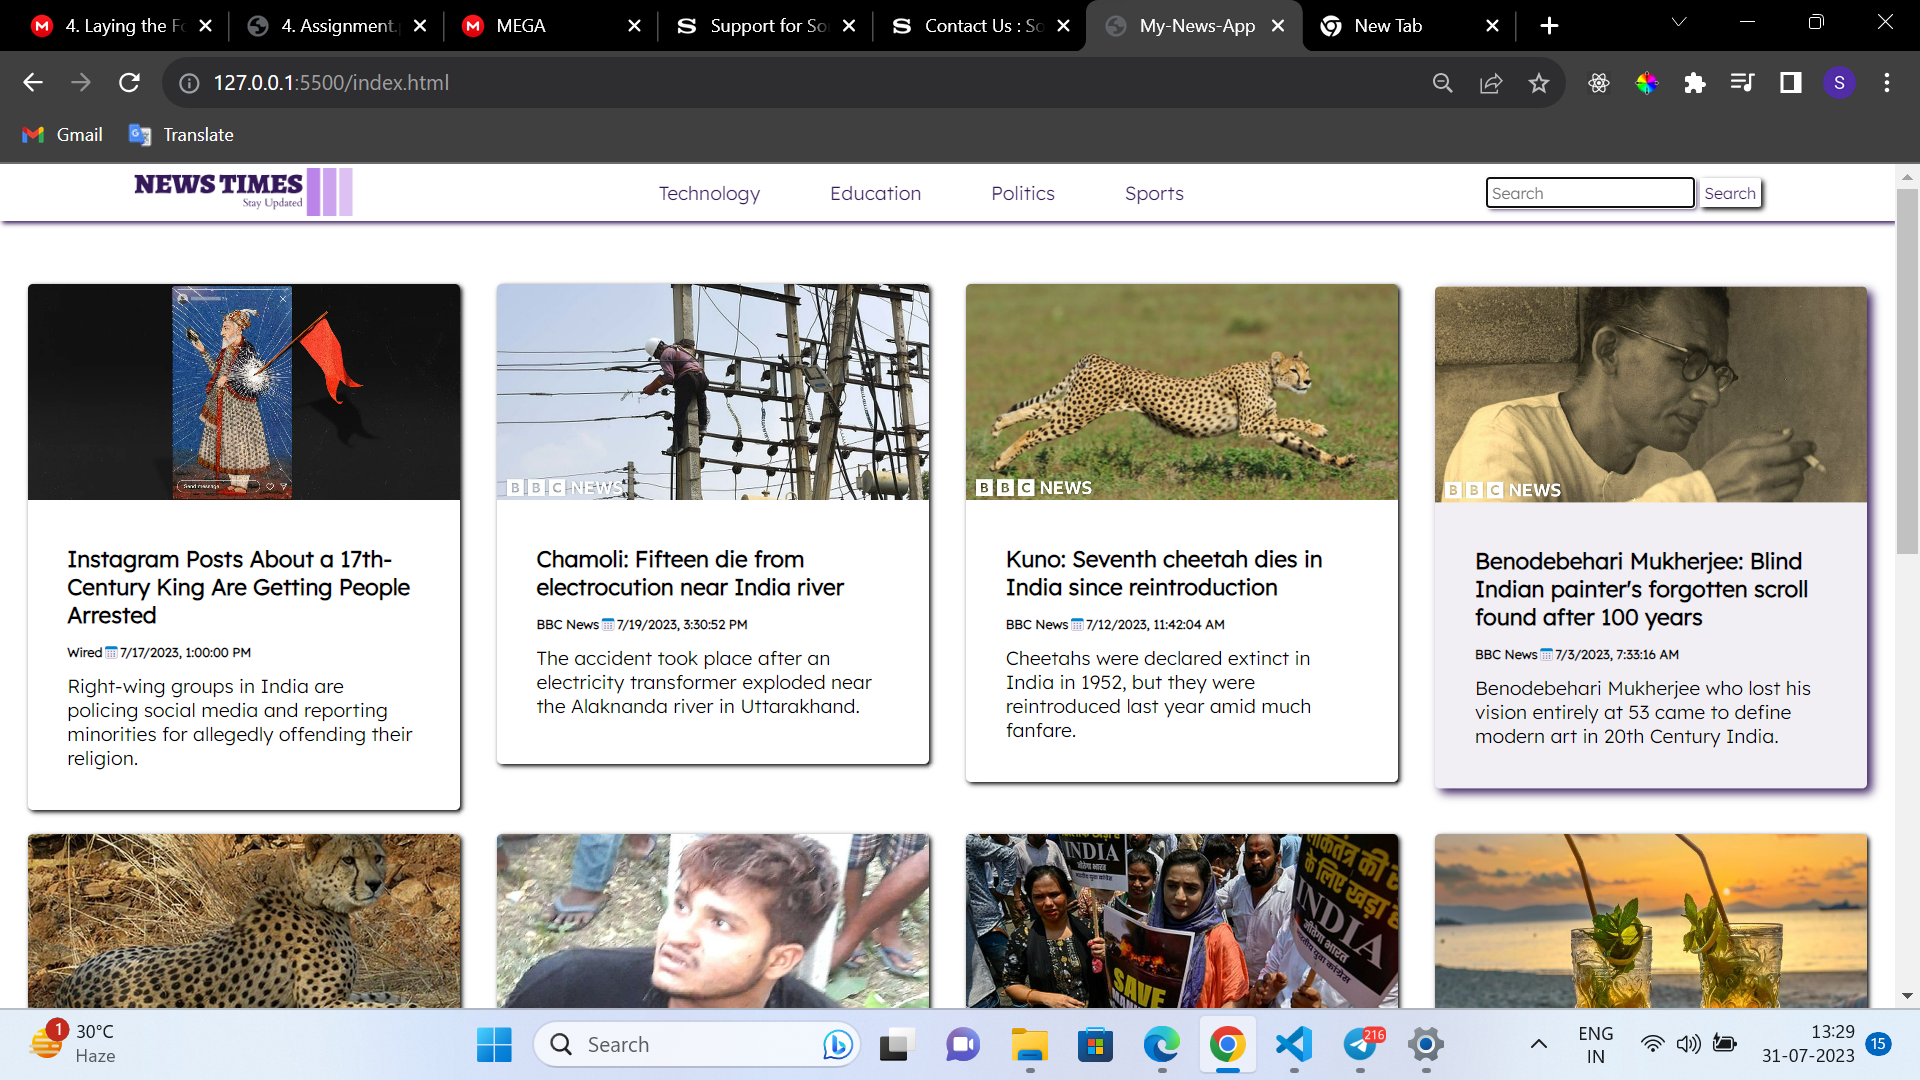 4. Laying the Fo
4. Assignment.
MEGA
Support for So
Contact Us : So
My-News-App
New Tab
127.0.0.1:5500/index.html
S
Gmail
Translate
NEWS TIMES
Stay Updated
Technology
Education
Politics
Sports
Search
Search
Send message
BBC NEWS
BBC NEWS
BBC NEWS
Instagram Posts About a 17th-
Century King Are Getting People
Arrested
Wired 7/17/2023, 1:00:00 PM
Right-wing groups in India are
policing social media and reporting
minorities for allegedly offending their
religion.
Chamoli: Fifteen die from
electrocution near India river
BBC News 7/19/2023, 3:30:52 PM
The accident took place after an
electricity transformer exploded near
the Alaknanda river in Uttarakhand.
Kuno: Seventh cheetah dies in
India since reintroduction
BBC News 7/12/2023, 11:42:04 AM
Cheetahs were declared extinct in
India in 1952, but they were
reintroduced last year amid much
fanfare.
Benodebehari Mukherjee: Blind
Indian painter's forgotten scroll
found after 100 years
BBC News 7/3/2023, 7:33:16 AM
Benodebehari Mukherjee who lost his
vision entirely at 53 came to define
modern art in 20th Century India.
INDIA
जीतेगा भारत
के लिए खड़ा
INDIA
जीतेगा भारत
SAVE
1
30°C
Haze
Search
216
ENG
IN
13:29
31-07-2023
15